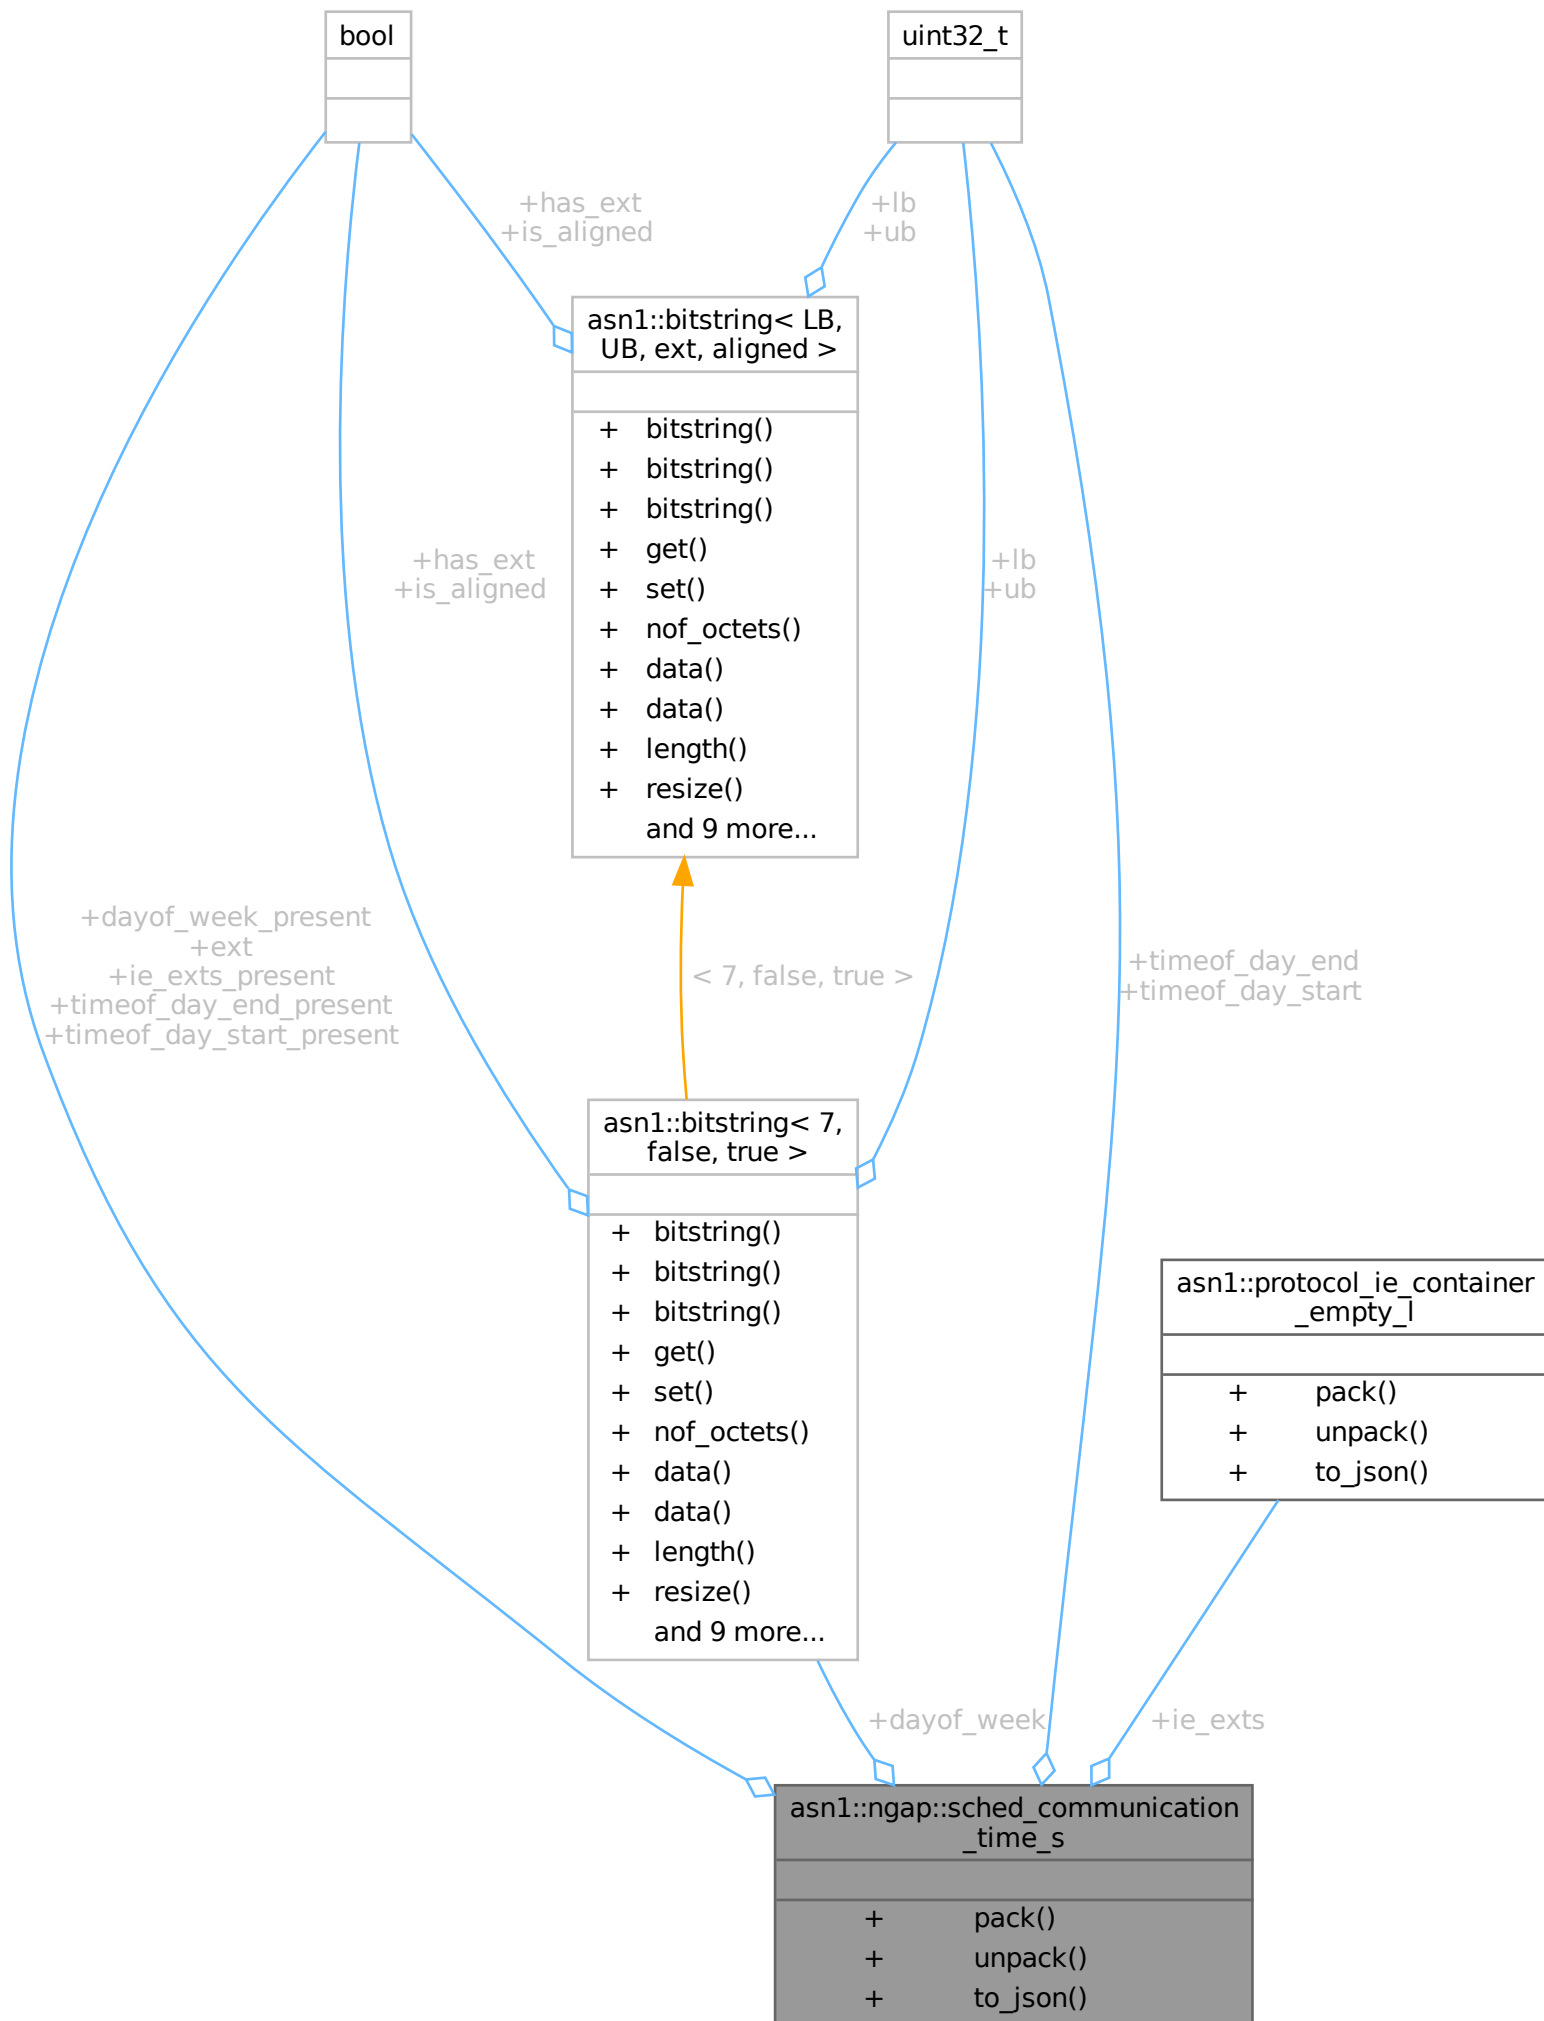 bool
uint32_t
+has_ext
+is_aligned
+lb
+ub
asn1::bitstring< LB,
UB, ext, aligned >
+ bitstring()
+ bitstring()
+ bitstring()
+ get()
+ set()
+ nof_octets()
+ data()
+ data()
+ length()
+ resize()
and 9 more...
+has_ext
+is_aligned
+lb
+ub
+dayof_week_present
+ext
+ie_exts_present
+timeof_day_end_present
+timeof_day_start_present
< 7, false, true >
+timeof_day_end
+timeof_day_start
asn1::bitstring< 7,
false, true >
+ bitstring()
+ bitstring()
+ bitstring()
+ get()
+ set()
+ nof_octets()
+ data()
+ data()
+ length()
+ resize()
and 9 more...
asn1::protocol_ie_container
_empty_l
+ pack()
+ unpack()
+ to_json()
+dayof_week
+ie_exts
asn1::ngap::sched_communication
_time_s
+ pack()
+ unpack()
+ to_json()